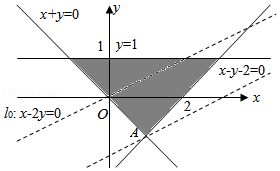 x+y=0
y
1
y=1
x-y-2=0
l₀: x-2y=0
O
2
x
A